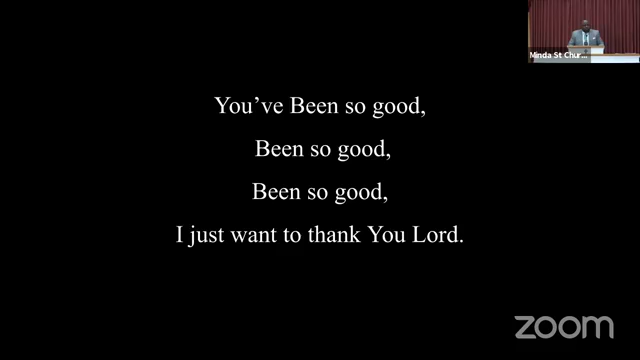 Minda St Chur...
You've Been so good,
Been so good,
Been so good,
I just want to thank You Lord.
zoom